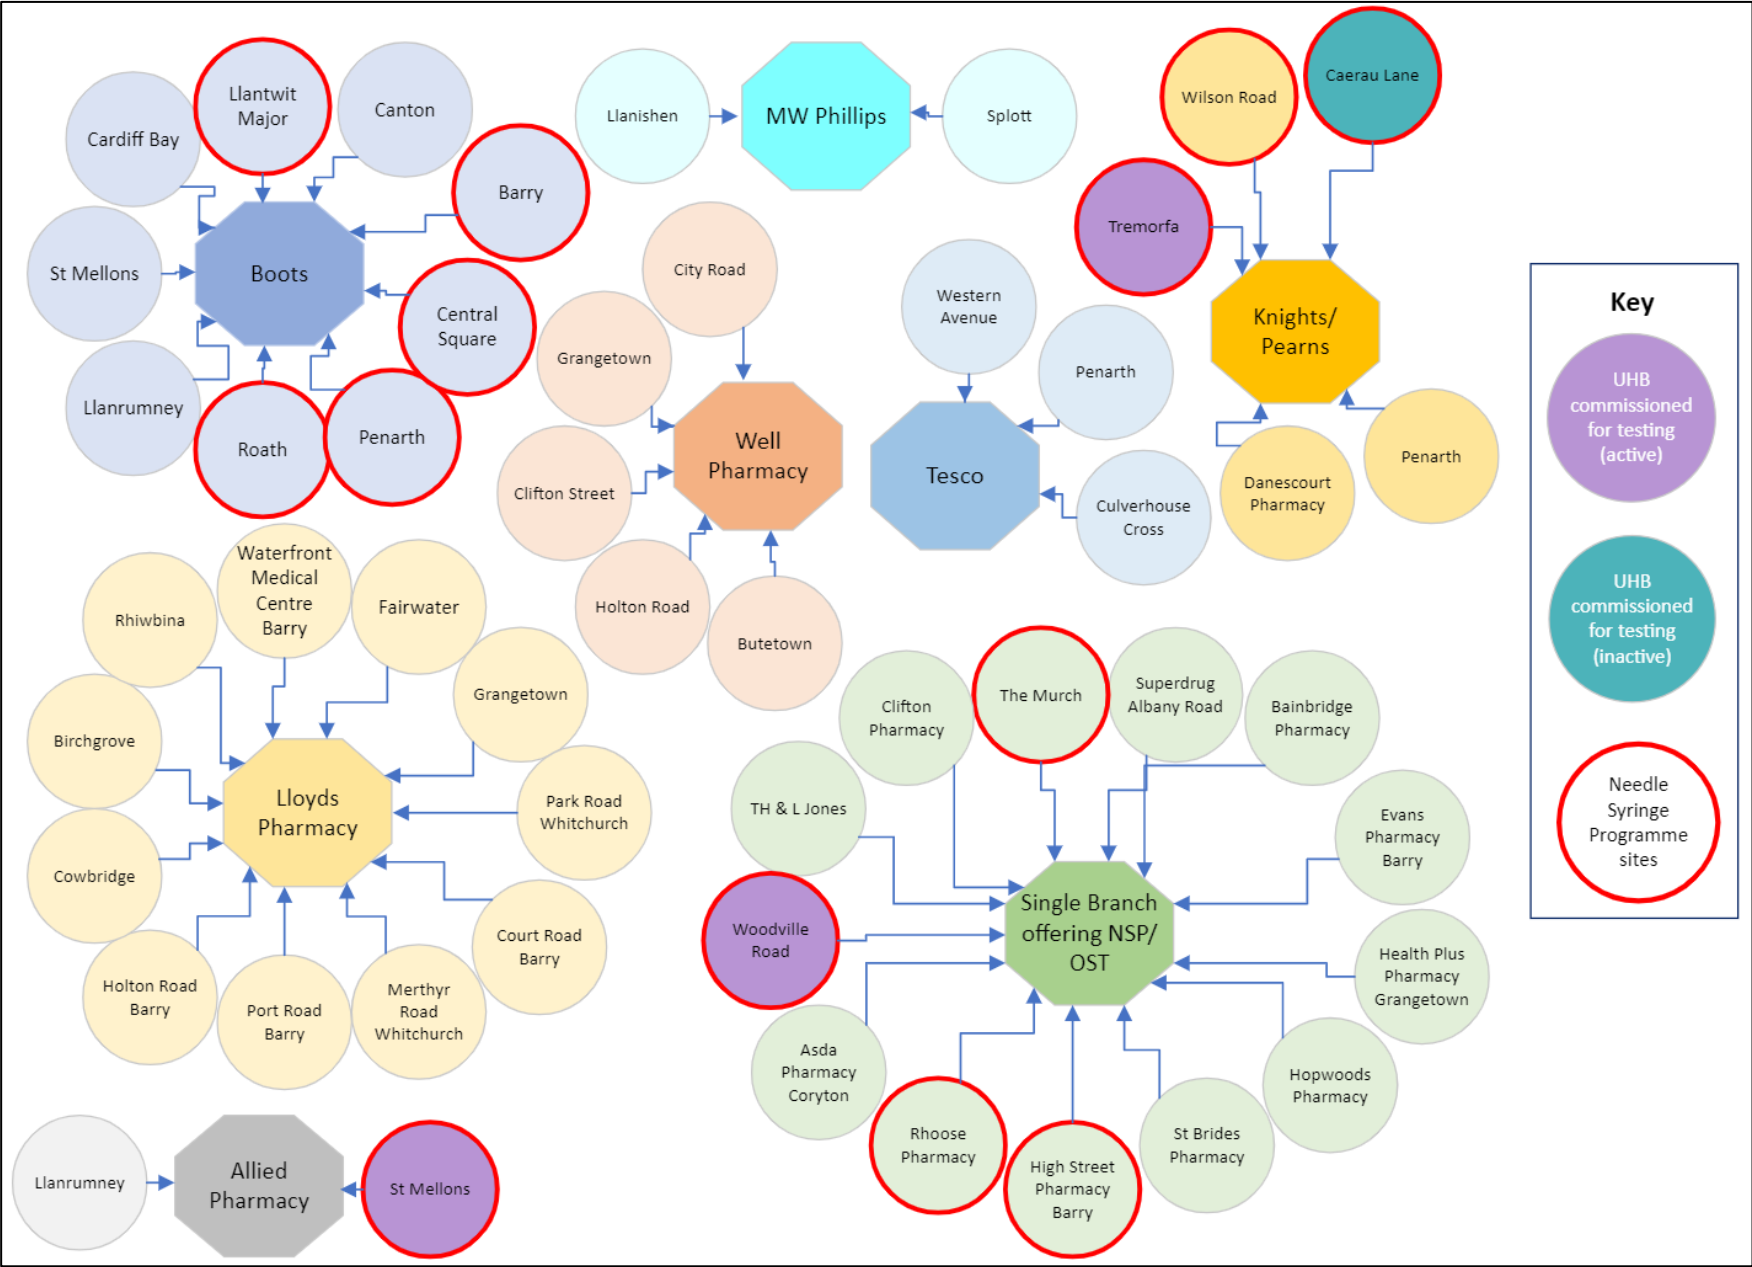 Llantwit
Major
Canton
Cardiff Bay
Barry
St Mellons
Boots
Central
Square
Llanrumney
Roath
Penarth
Llanishen
MW Phillips
Splott
Wilson Road
Caerau Lane
Tremorfa
Knights/
Pearns
Danescourt
Pharmacy
Penarth
City Road
Grangetown
Clifton Street
Well
Pharmacy
Holton Road
Butetown
Western
Avenue
Penarth
Tesco
Culverhouse
Cross
Key
UHB
commissioned
for testing
(active)
UHB
commissioned
for testing
(inactive)
Needle
Syringe
Programme
sites
Waterfront
Medical
Centre
Barry
Rhiwbina
Fairwater
Grangetown
Birchgrove
Lloyds
Pharmacy
Park Road
Whitchurch
Cowbridge
Court Road
Barry
Holton Road
Barry
Port Road
Barry
Merthyr
Road
Whitchurch
Clifton
Pharmacy
The Murch
Superdrug
Albany Road
Bainbridge
Pharmacy
TH & L Jones
Evans
Pharmacy
Barry
Woodville
Road
Single Branch
offering NSP/
OST
Health Plus
Pharmacy
Grangetown
Asda
Pharmacy
Coryton
Hopwoods
Pharmacy
Rhoose
Pharmacy
High Street
Pharmacy
Barry
St Brides
Pharmacy
Llanrumney
Allied
Pharmacy
St Mellons